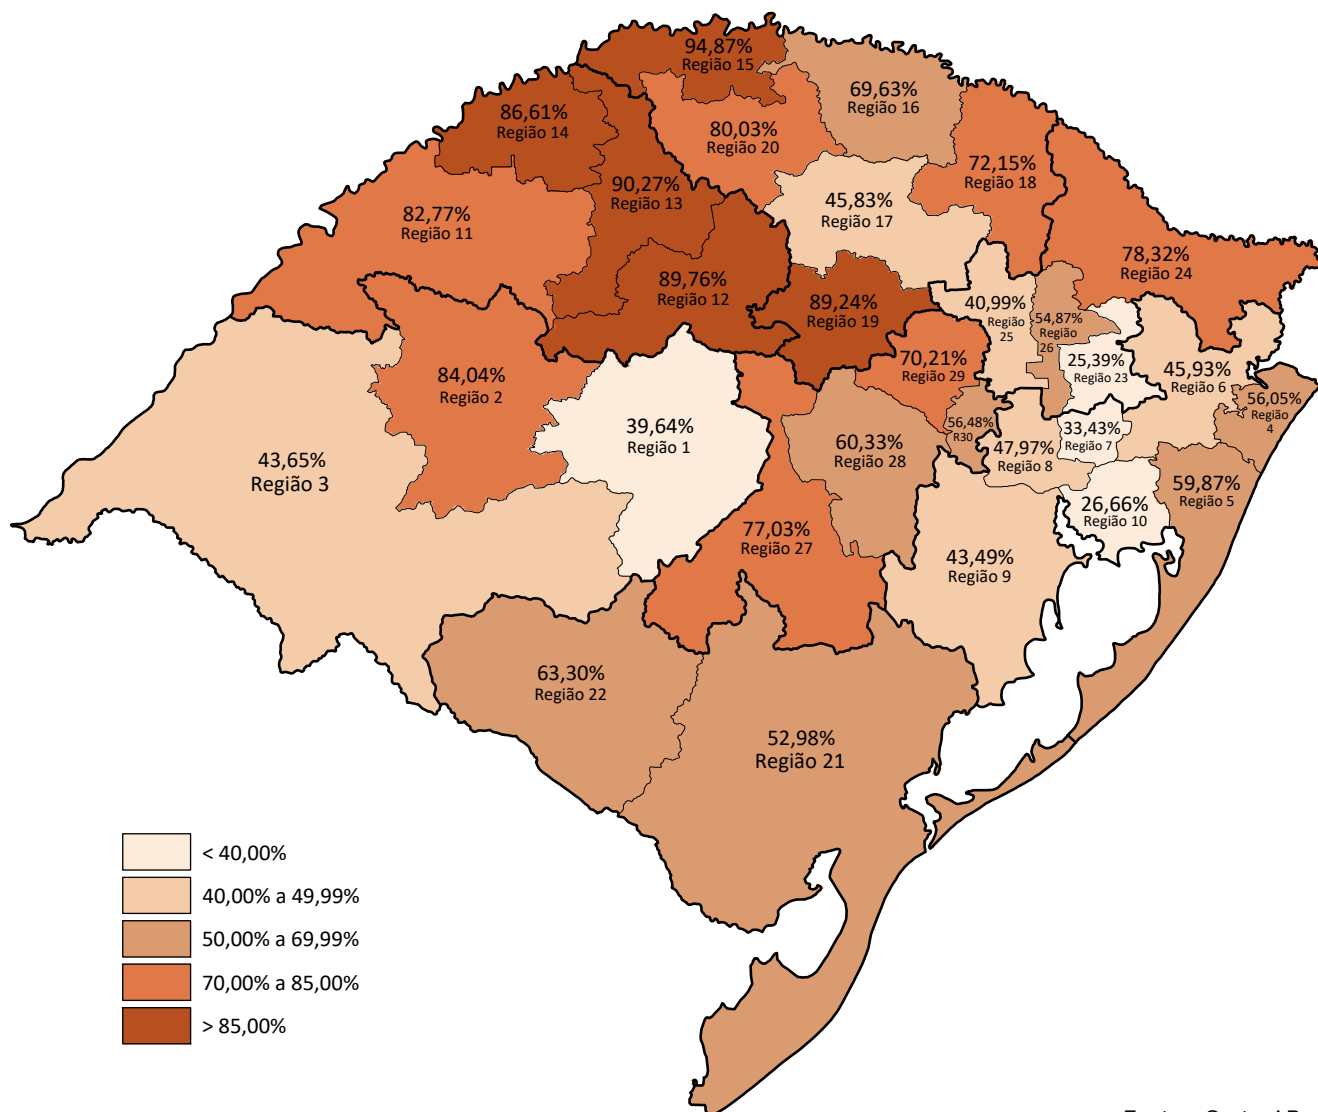 94,87%
Região 15
69,63%
Região 16
86,61%
Região 14
80,03%
Região 20
72,15%
Região 18
90,27%
Região 13
45,83%
Região 17
82,77%
Região 11
78,32%
Região 24
89,76%
Região 12
89,24%
Região 19
40,99%
Região
25
54,87%
Região
26
25,39%
Região 23
45,93%
Região 6
84,04%
Região 2
70,21%
Região 29
56,05%
Região
4
39,64%
Região 1
56,48%
R30
33,43%
Região 7
60,33%
Região 28
47,97%
Região 8
43,65%
Região 3
59,87%
Região 5
26,66%
Região 10
77,03%
Região 27
43,49%
Região 9
63,30%
Região 22
52,98%
Região 21
< 40,00%
40,00% a 49,99%
50,00% a 69,99%
70,00% a 85,00%
> 85,00%